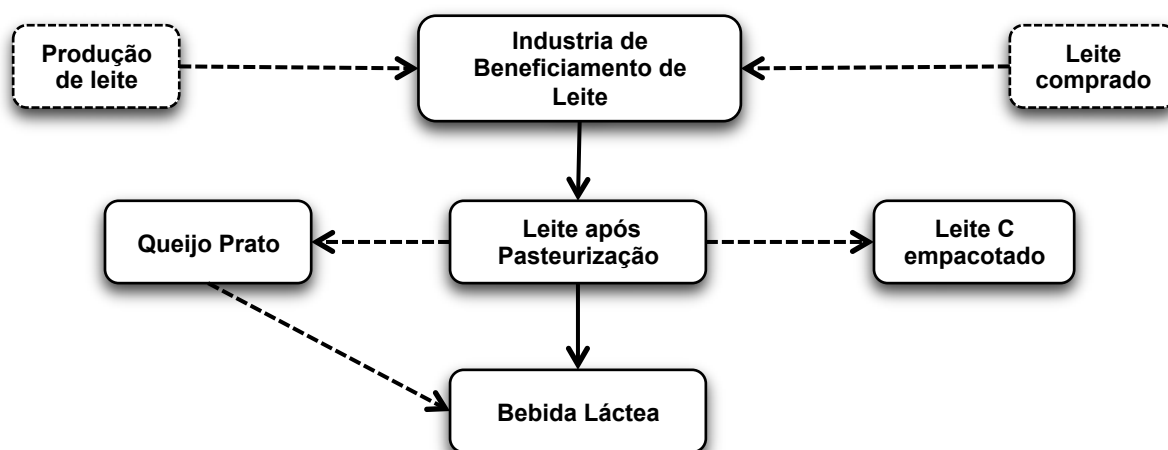 Produção
de leite
Industria de
Beneficiamento de
Leite
Leite
comprado
Queijo Prato
Leite após
Pasteurização
Leite C
empacotado
Bebida Láctea